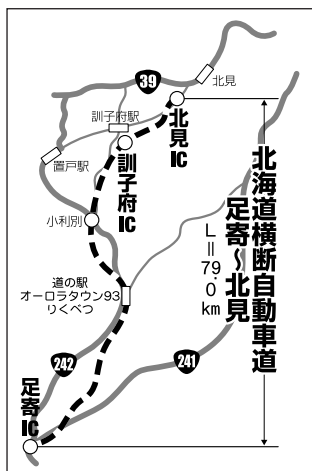 39
北見
訓子府駅
北見IC
訓子府IC
置戸駅
小利別
道の駅
オーロラタウン93
りくべつ
242
241
足寄IC
北海道横断自動車道
足寄〜北見
L=79.0km